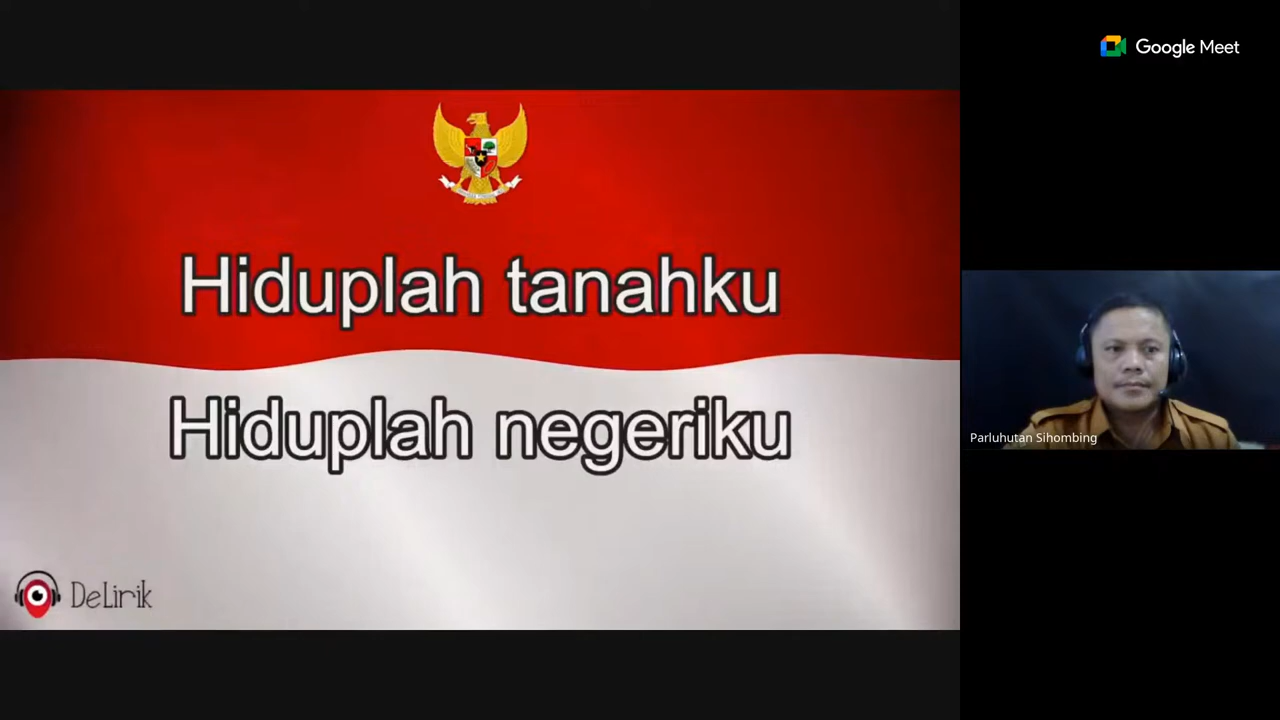 Hiduplah tanahku
Hiduplah negeriku
DeLirik
Google Meet
Parluhutan Sihombing